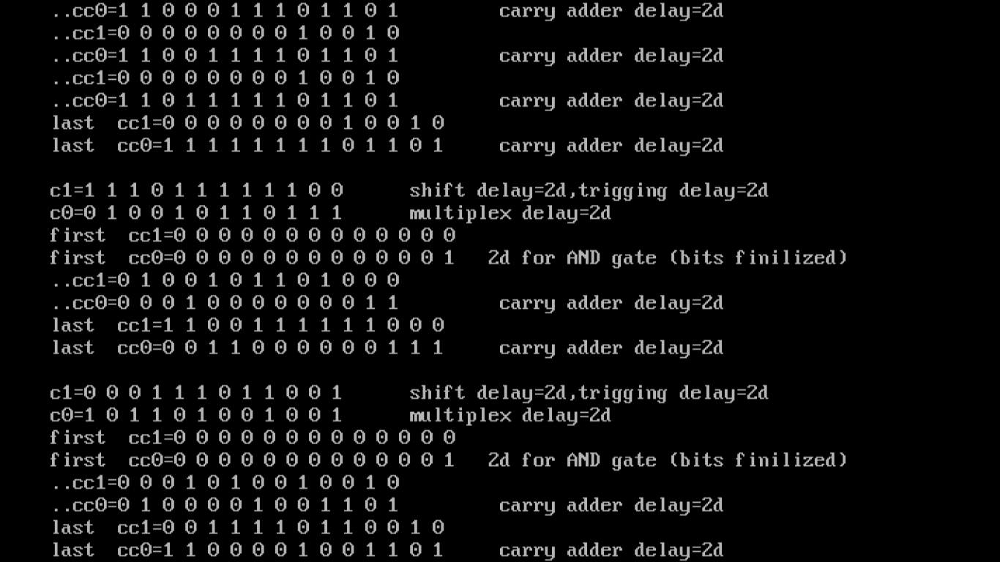 ..cc0=1 1 0 0 0 1 1 1 0 1 1 0 1 carry adder delay=2d
..cc1=0 0 0 0 0 0 0 0 1 0 0 1 0
..cc0=1 1 0 0 1 1 1 1 0 1 1 0 1 carry adder delay=2d
..cc1=0 0 0 0 0 0 0 0 1 0 0 1 0
..cc0=1 1 0 1 1 1 1 1 0 1 1 0 1 carry adder delay=2d
last cc1=0 0 0 0 0 0 0 0 1 0 0 1 0
last cc0=1 1 1 1 1 1 1 1 0 1 1 0 1 carry adder delay=2d
c1=1 1 1 0 1 1 1 1 1 1 0 0 shift delay=2d,trigging delay=2d
c0=0 1 0 0 1 0 1 1 0 1 1 1 multiplex delay=2d
first cc1=0 0 0 0 0 0 0 0 0 0 0 0 0
first cc0=0 0 0 0 0 0 0 0 0 0 0 0 1 2d for AND gate (bits finilized)
..cc1=0 1 0 0 1 0 1 1 0 1 0 0 0
..cc0=0 0 0 1 0 0 0 0 0 0 0 1 1 carry adder delay=2d
last cc1=1 1 0 0 1 1 1 1 1 1 0 0 0
last cc0=0 0 1 1 0 0 0 0 0 0 1 1 1 carry adder delay=2d
c1=0 0 0 1 1 1 0 1 1 0 0 1 shift delay=2d,trigging delay=2d
c0=1 0 1 1 0 1 0 0 1 0 0 1 multiplex delay=2d
first cc1=0 0 0 0 0 0 0 0 0 0 0 0 0
first cc0=0 0 0 0 0 0 0 0 0 0 0 0 1 2d for AND gate (bits finilized)
..cc1=0 0 0 1 0 1 0 0 1 0 0 1 0
..cc0=0 1 0 0 0 0 1 0 0 1 1 0 1 carry adder delay=2d
last cc1=0 0 1 1 1 1 0 1 1 0 0 1 0
last cc0=1 1 0 0 0 0 1 0 0 1 1 0 1 carry adder delay=2d